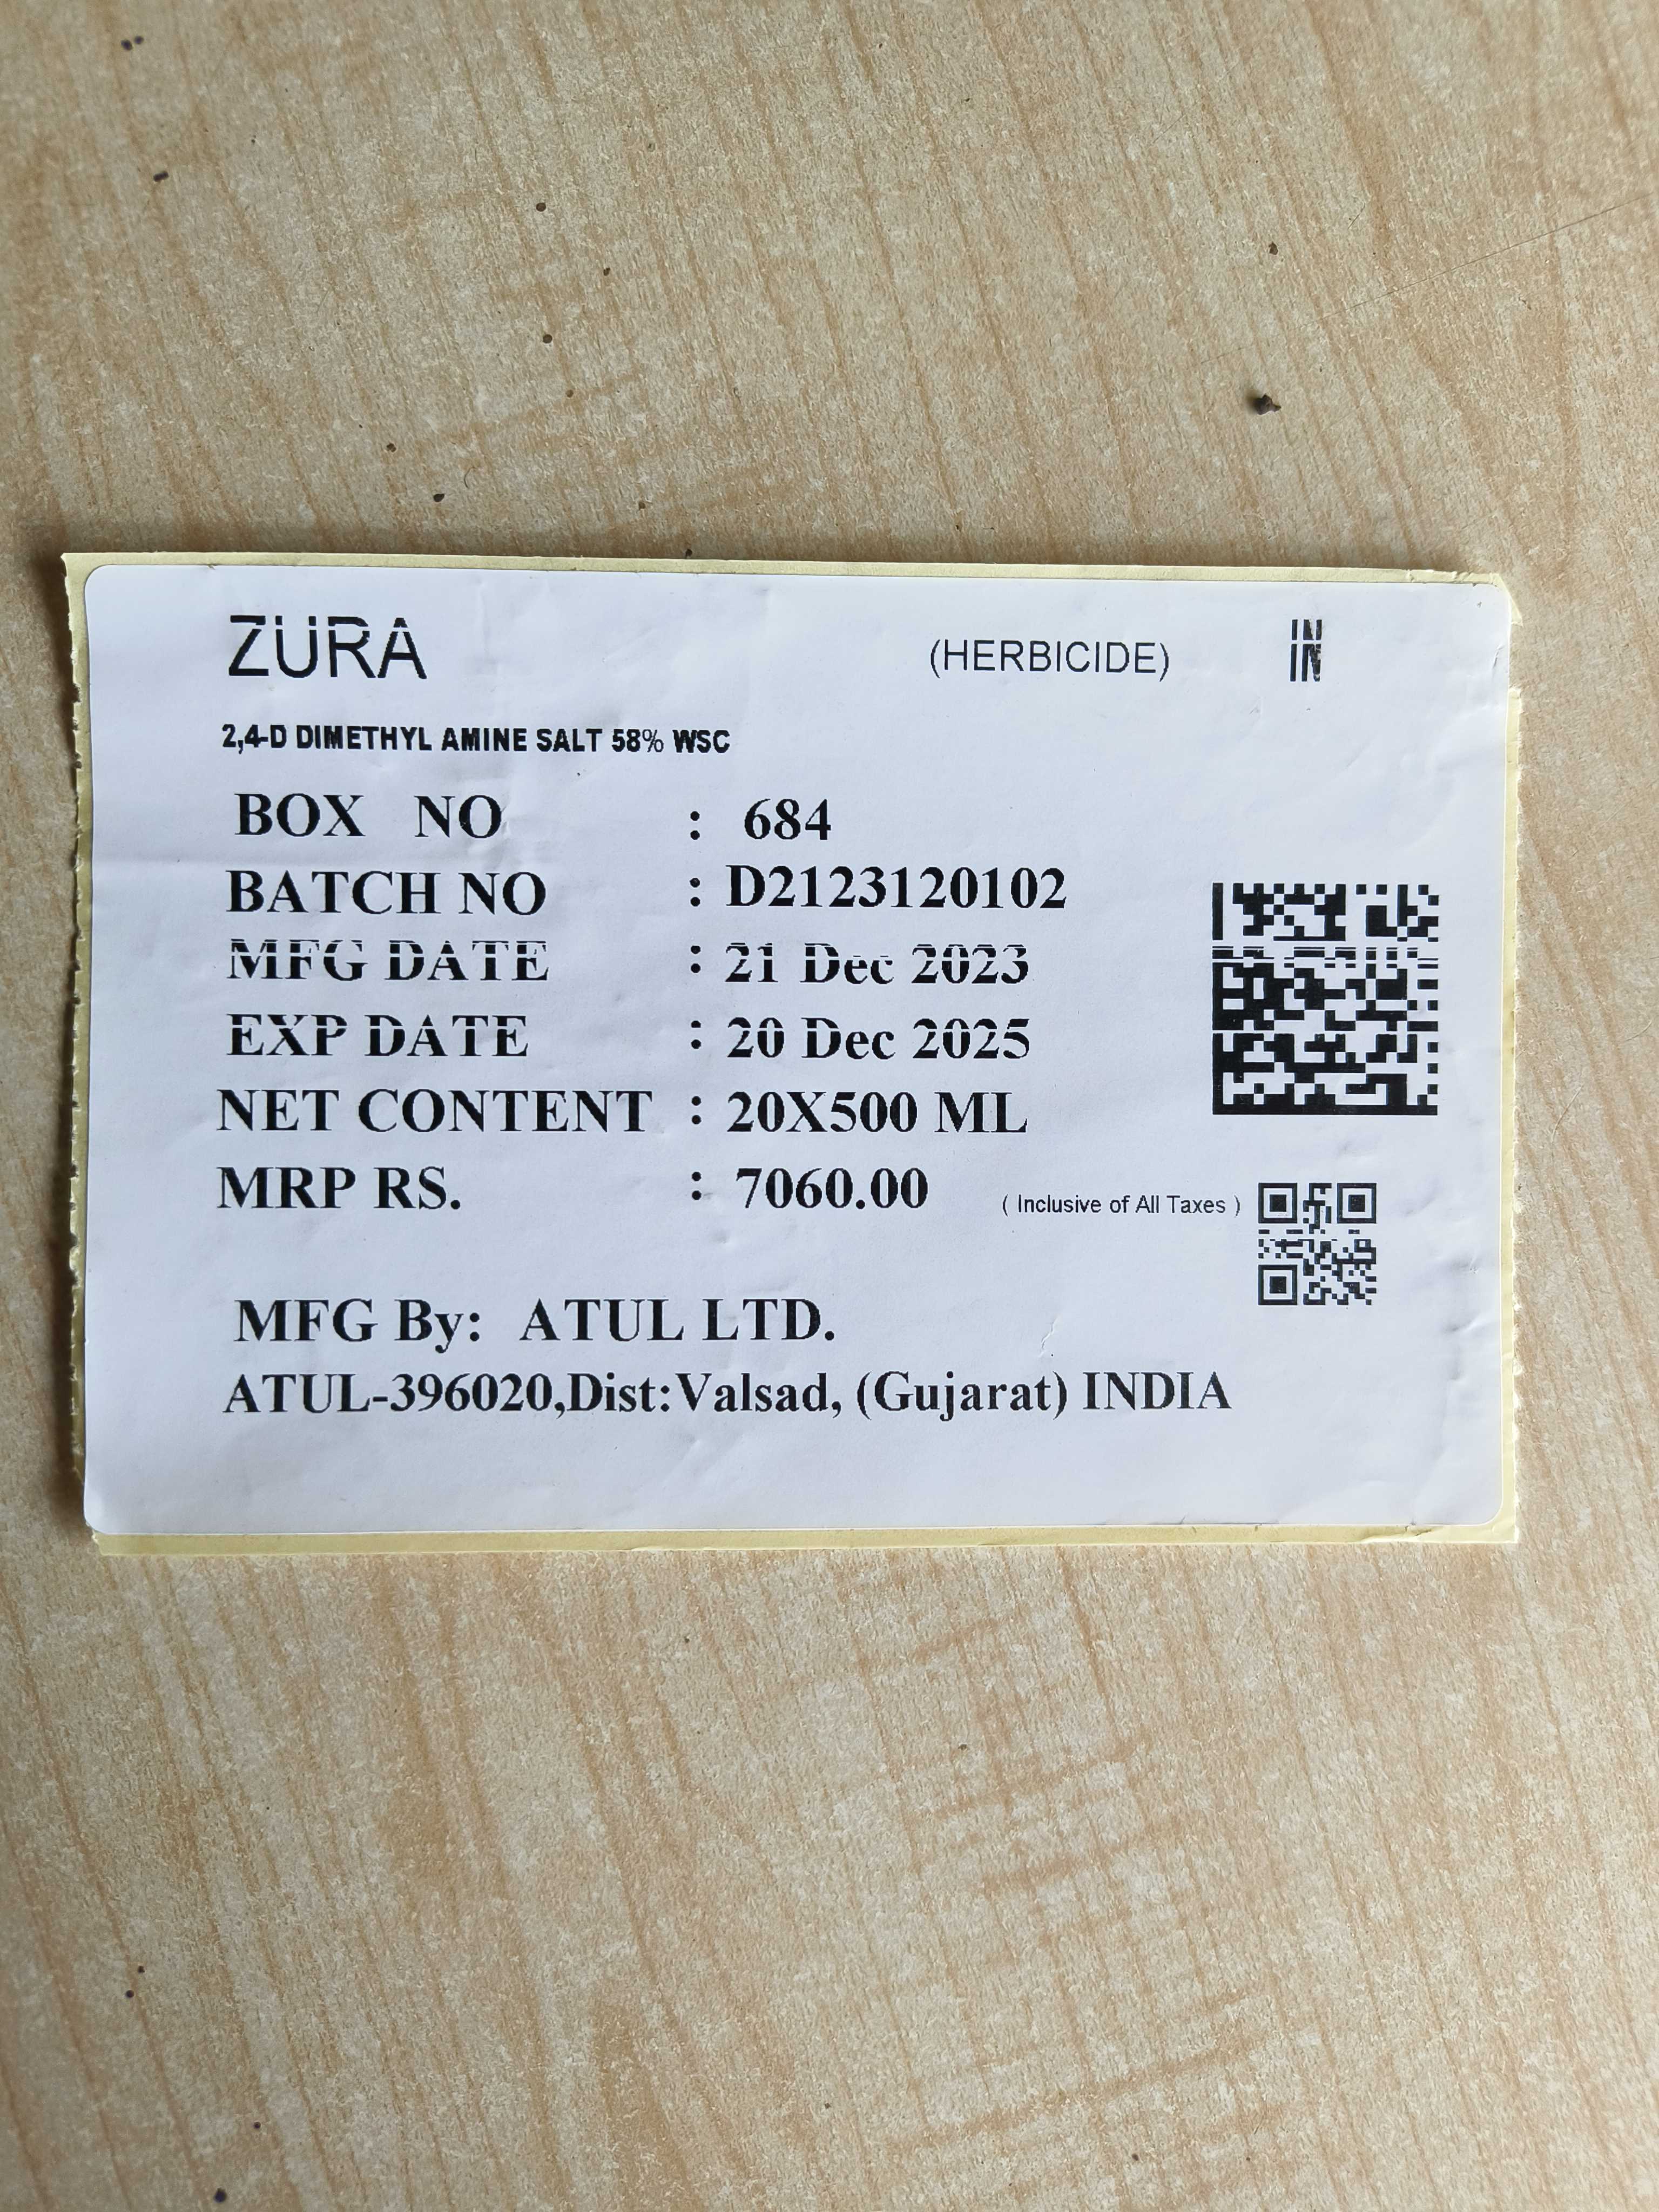 ZURA (HERBICIDE) IN
2,4-D DIMETHYL AMINE SALT 58% WSC
BOX NO : 684
BATCH NO : D2123120102
MFG DATE : 21 Dec 2023
EXP DATE : 20 Dec 2025
NET CONTENT : 20X500 ML
MRP RS. : 7060.00 ( Inclusive of All Taxes )
MFG By: ATUL LTD.
ATUL-396020,Dist:Valsad, (Gujarat) INDIA